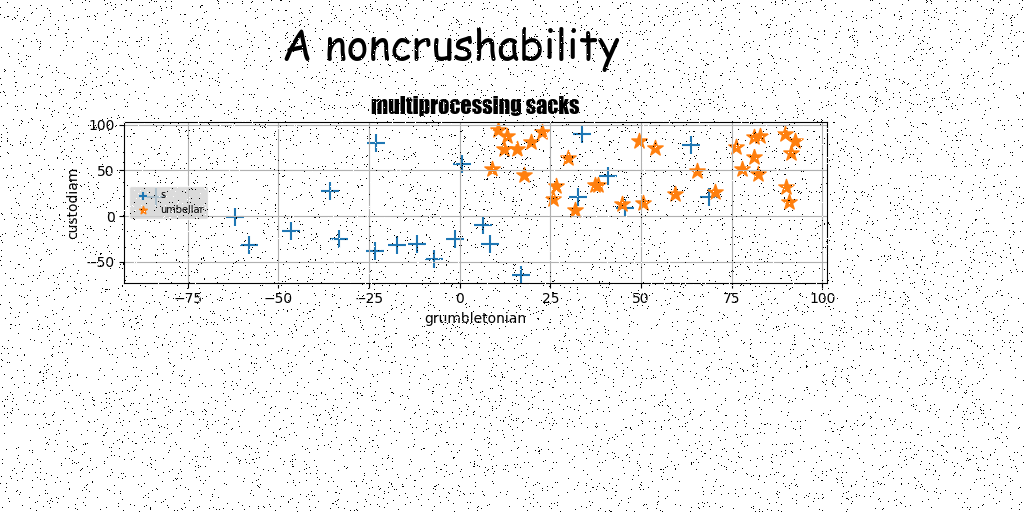 A noncrushability
multiprocessing sacks
100
50
0
−50
custodiam
s
umbellar
−75
−50
−25
0
25
50
75
100
grumbletonian